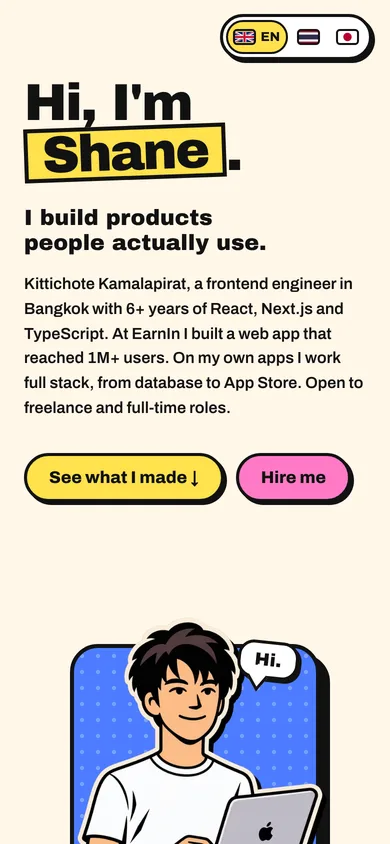 EN
Hi, I'm
Shane.
I build products
people actually use.
Kittichote Kamalapirat, a frontend engineer in
Bangkok with 6+ years of React, Next.js and
TypeScript. At EarnIn I built a web app that
reached 1M+ users. On my own apps I work
full stack, from database to App Store. Open to
freelance and full-time roles.
See what I made ↓
Hire me
Hi.